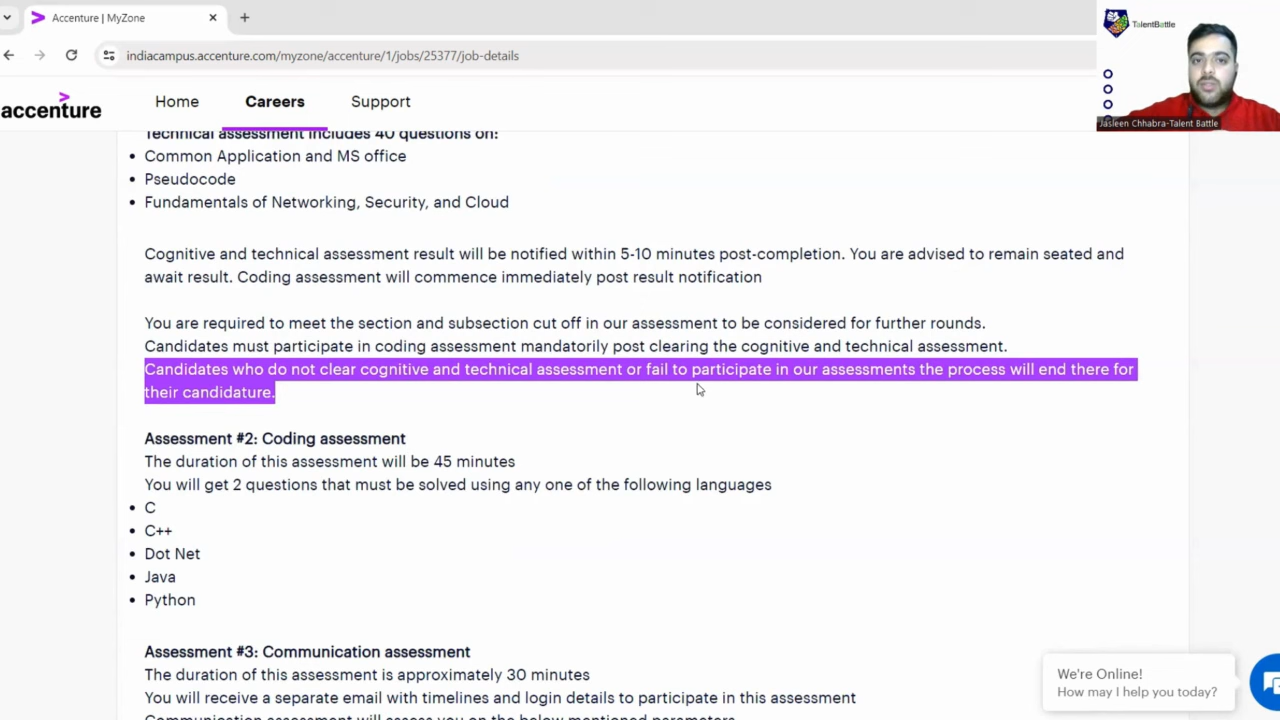 Accenture | MyZone
indiacampus.accenture.com/myzone/accenture/1/jobs/25377/job-details
TalentBattle
Jasleen Chhabra-Talent Battle
accenture
Home
Careers
Support
Technical assessment includes 40 questions on:
Common Application and MS office
Pseudocode
Fundamentals of Networking, Security, and Cloud
Cognitive and technical assessment result will be notified within 5-10 minutes post-completion. You are advised to remain seated and
await result. Coding assessment will commence immediately post result notification
You are required to meet the section and subsection cut off in our assessment to be considered for further rounds.
Candidates must participate in coding assessment mandatorily post clearing the cognitive and technical assessment.
Candidates who do not clear cognitive and technical assessment or fail to participate in our assessments the process will end there for
their candidature.
Assessment #2: Coding assessment
The duration of this assessment will be 45 minutes
You will get 2 questions that must be solved using any one of the following languages
C
C++
Dot Net
Java
Python
Assessment #3: Communication assessment
The duration of this assessment is approximately 30 minutes
You will receive a separate email with timelines and login details to participate in this assessment
Communication assessment will assess you on the below mentioned parameters
We're Online!
How may I help you today?